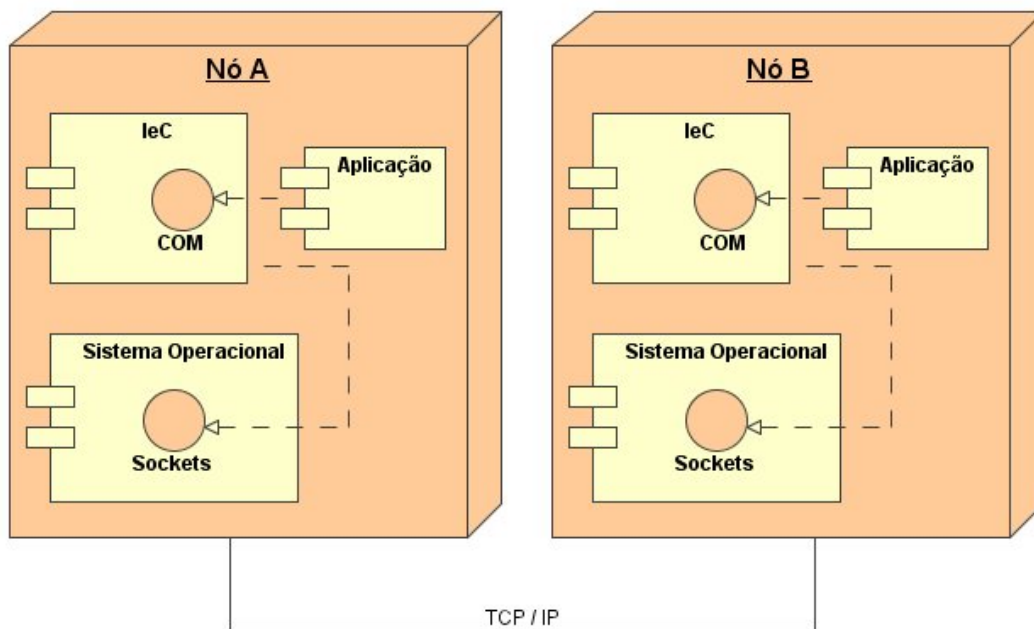 Nó A
IeC
Aplicação
COM
Sistema Operacional
Sockets
Nó B
IeC
Aplicação
COM
Sistema Operacional
Sockets
TCP / IP